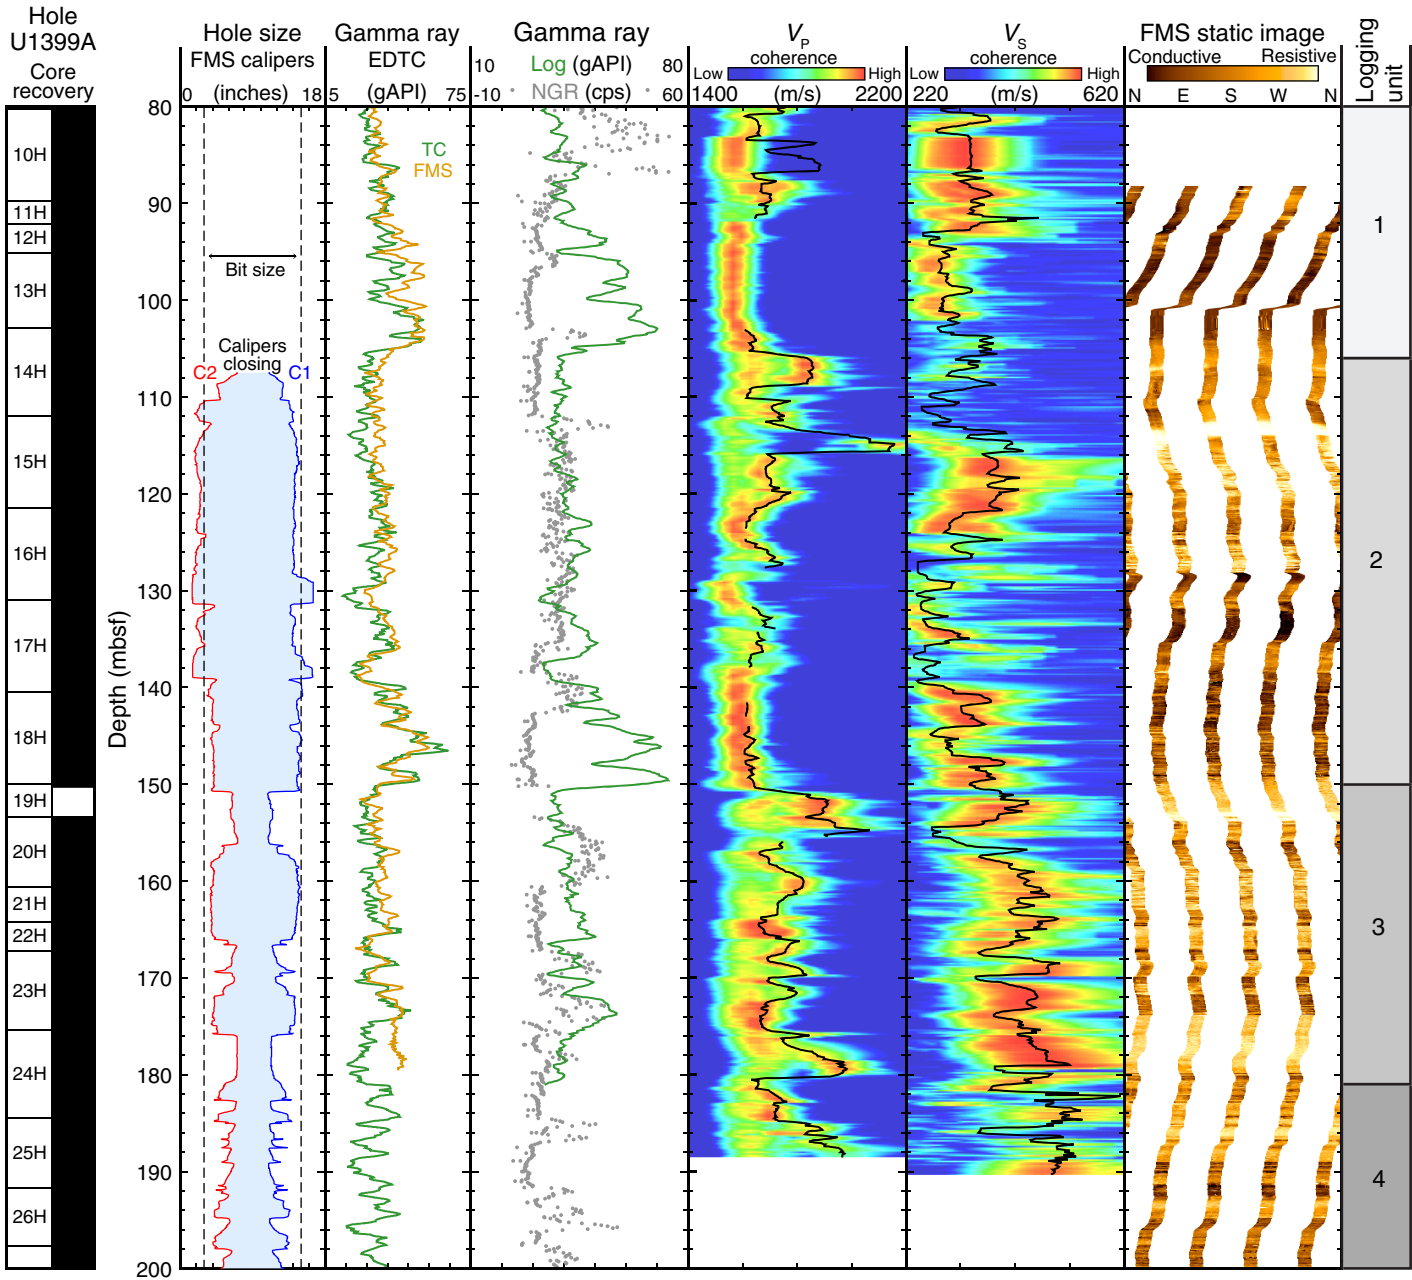 Hole
U1399A
Core
recovery
Hole size
FMS calipers
0 (inches) 18
Gamma ray
EDTC
5 (gAPI) 75
Gamma ray
10 Log (gAPI) 80
-10 NGR (cps) 60
VP
coherence
Low High
1400 (m/s) 2200
VS
coherence
Low High
220 (m/s) 620
FMS static image
Conductive Resistive
N E S W N
Logging
unit
10H
11H
12H
13H
14H
15H
16H
17H
18H
19H
20H
21H
22H
23H
24H
25H
26H
Depth (mbsf)
80
90
100
110
120
130
140
150
160
170
180
190
200
Bit size
Calipers
closing
C2 C1
TC
FMS
1
2
3
4